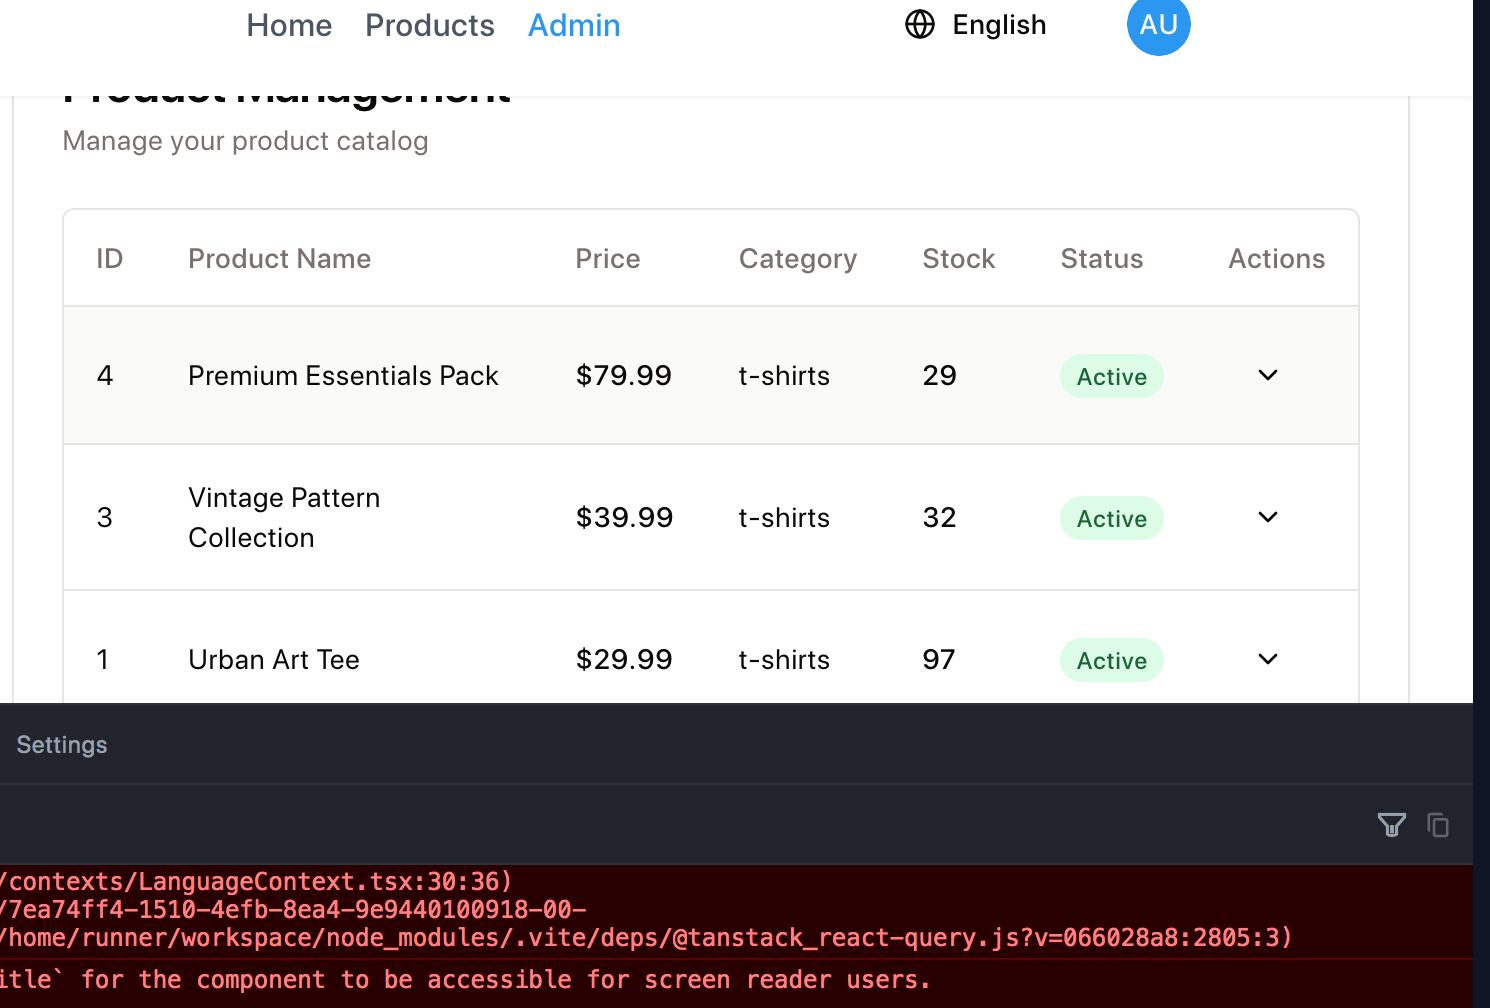 Home Products Admin English AU
Product Management
Manage your product catalog
ID Product Name Price Category Stock Status Actions
4 Premium Essentials Pack $79.99 t-shirts 29 Active
3 Vintage Pattern Collection $39.99 t-shirts 32 Active
1 Urban Art Tee $29.99 t-shirts 97 Active
Settings
/contexts/LanguageContext.tsx:30:36)
/7ea74ff4-1510-4efb-8ea4-9e9440100918-00-
/home/runner/workspace/node_modules/.vite/deps/@tanstack_react-query.js?v=066028a8:2805:3)
itle` for the component to be accessible for screen reader users.